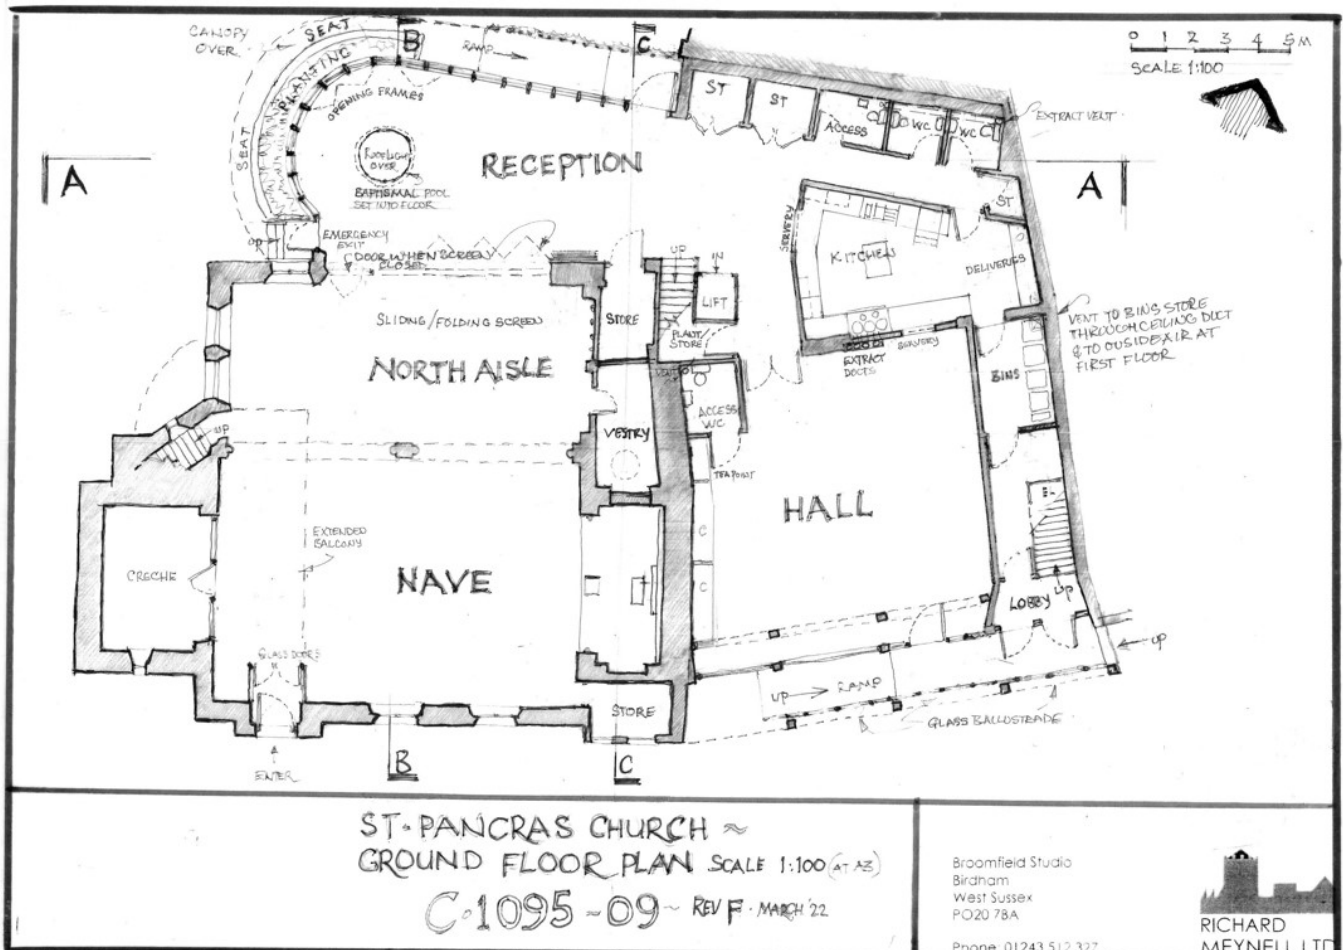 CANOPY
OVER
SEAT
PLANTING
SEAT
B
RAMP
C
0 1 2 3 4 5M
SCALE 1:100
OPENING FRAMES
ROOFLIGHT
OVER
BAPTISMAL POOL
SET INTO FLOOR
RECEPTION
ST
ST
ACCESS
WC
WC
EXTRACT VENT
A
A
ST
UP
EMERGENCY
EXIT
DOOR WHEN SCREEN
CLOSED
SLIDING/FOLDING SCREEN
NORTH AISLE
STORE
UP
IN
LIFT
PLANT
STORE
SERVERY
KITCHEN
DELIVERIES
EXTRACT
DUCTS
SERVERY
BINS
VENT TO BINS STORE
THROUGH CEILING DUCT
& TO OUSIDE AIR AT
FIRST FLOOR
UP
VESTRY
ACCESS
WC
TEA POINT
HALL
C
C
EXTENDED
BALCONY
CRECHE
NAVE
GLASS DOORS
LOBBY
UP
UP
UP
RAMP
GLASS BALLUSTRADE
STORE
ENTER
B
C
ST. PANCRAS CHURCH ~
GROUND FLOOR PLAN SCALE 1:100 (AT A3)
C.1095-09 ~ REV F. MARCH '22
Broomfield Studio
Birdham
West Sussex
PO20 7BA
Phone: 01243 512 327
RICHARD
MEYNELL LTD